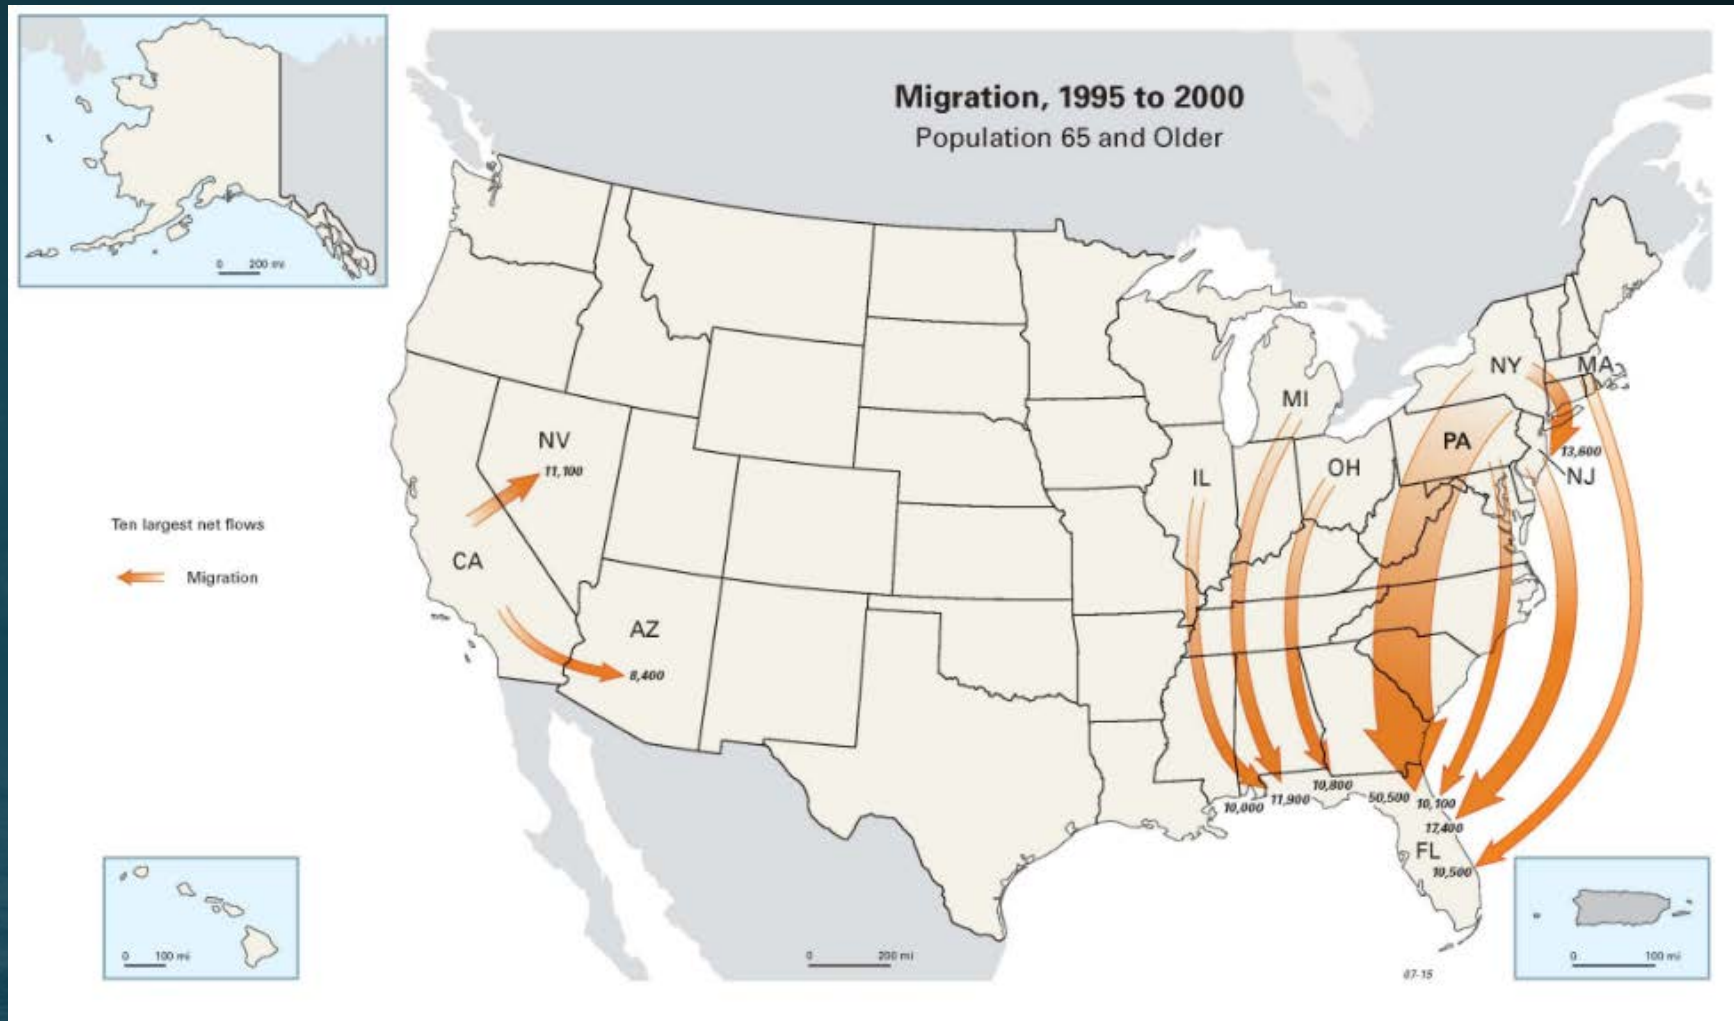 Migration, 1995 to 2000
Population 65 and Older
0 200 mi
NY
MA
MI
NV
PA
11,100
13,600
IL
OH
NJ
Ten largest net flows
CA
Migration
AZ
8,400
10,800
10,000
11,900
50,500
10,100
17,400
FL
10,500
0 100 mi
0 200 mi
0 100 mi
07-15